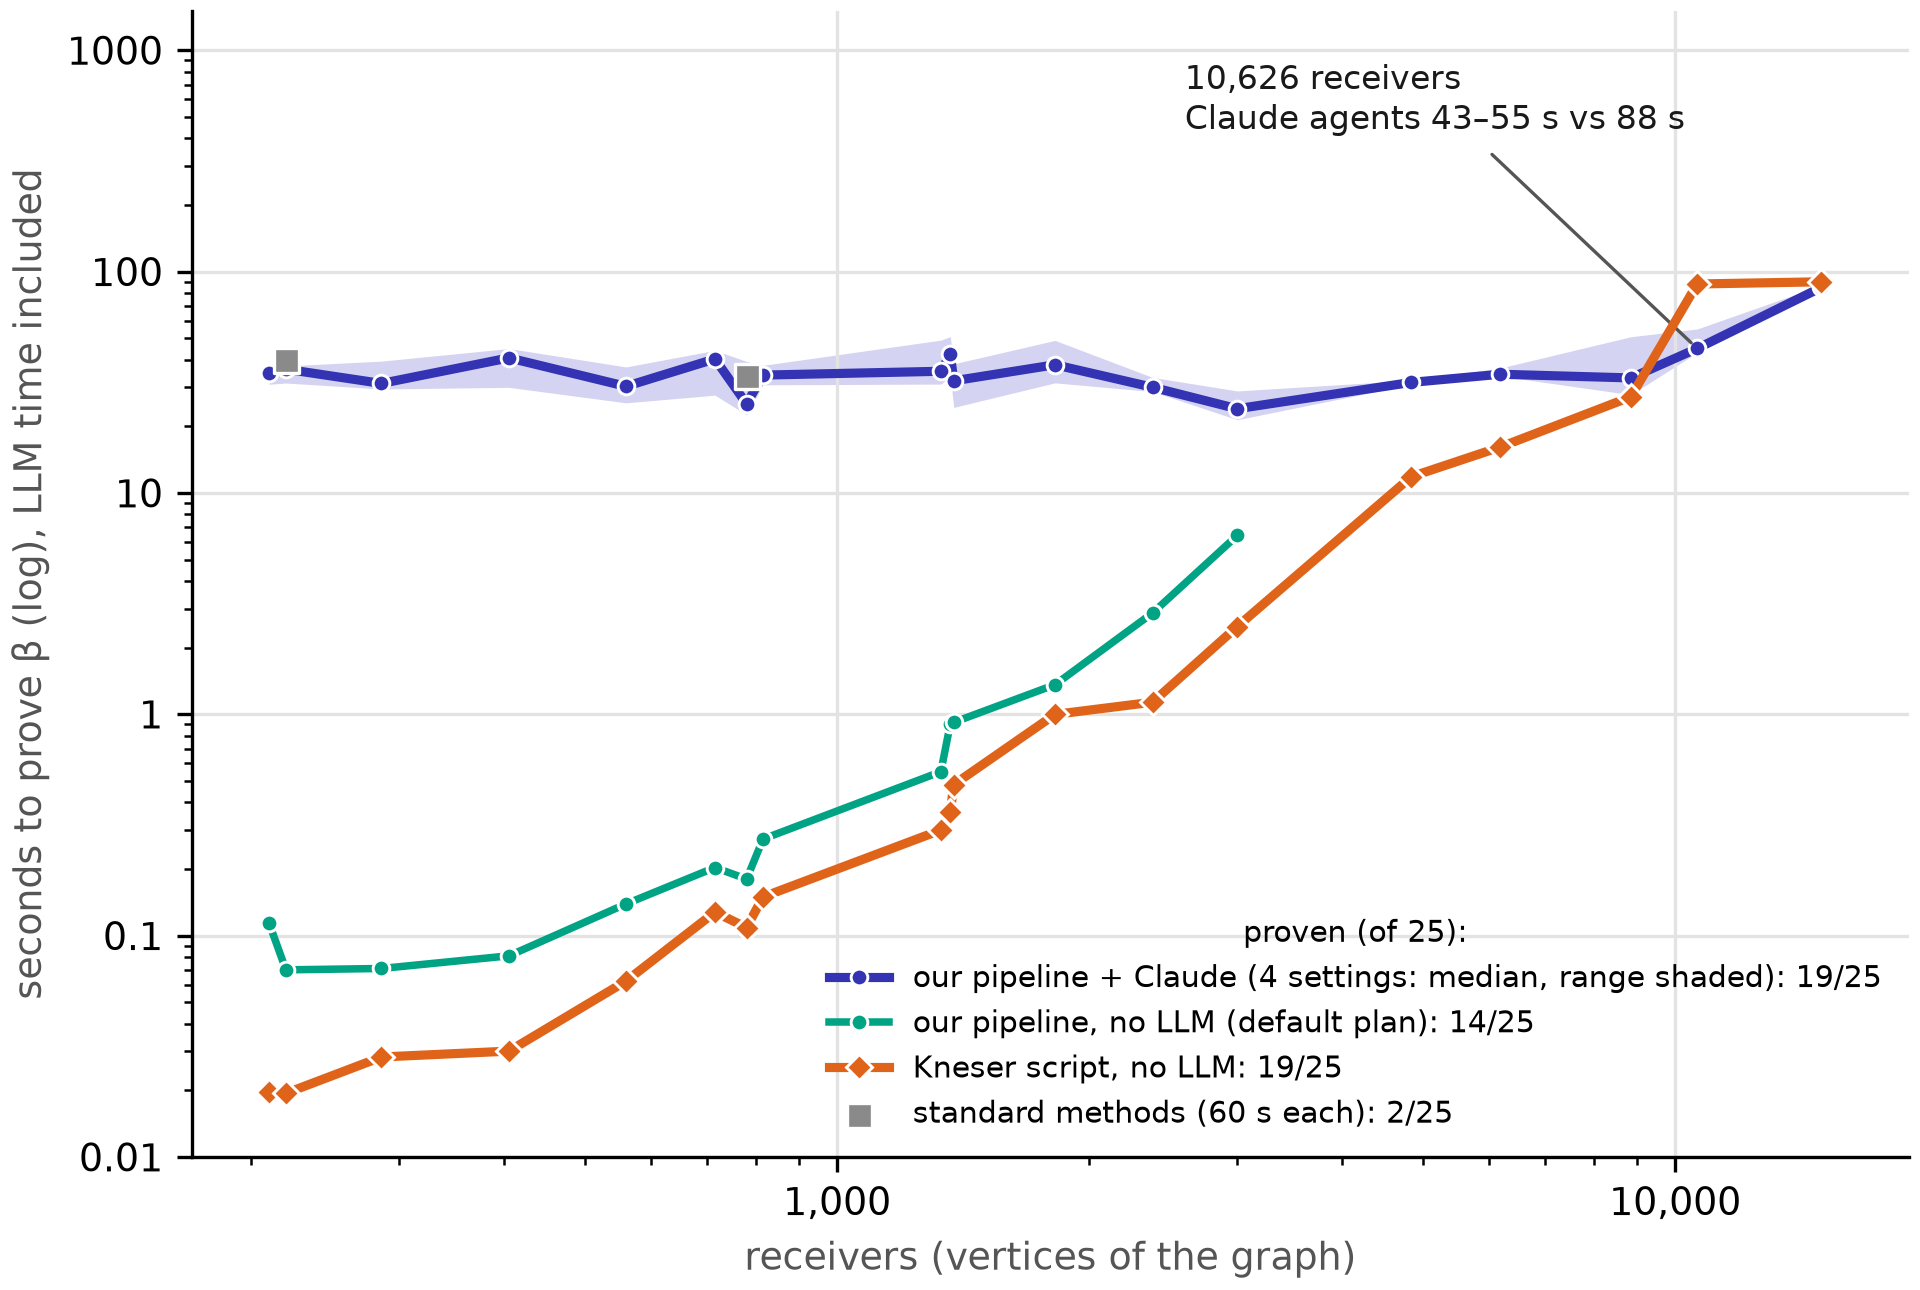 1000
100
10
1
0.1
0.01
seconds to prove β (log), LLM time included
10,626 receivers
Claude agents 43–55 s vs 88 s
proven (of 25):
our pipeline + Claude (4 settings: median, range shaded): 19/25
our pipeline, no LLM (default plan): 14/25
Kneser script, no LLM: 19/25
standard methods (60 s each): 2/25
1,000
10,000
receivers (vertices of the graph)